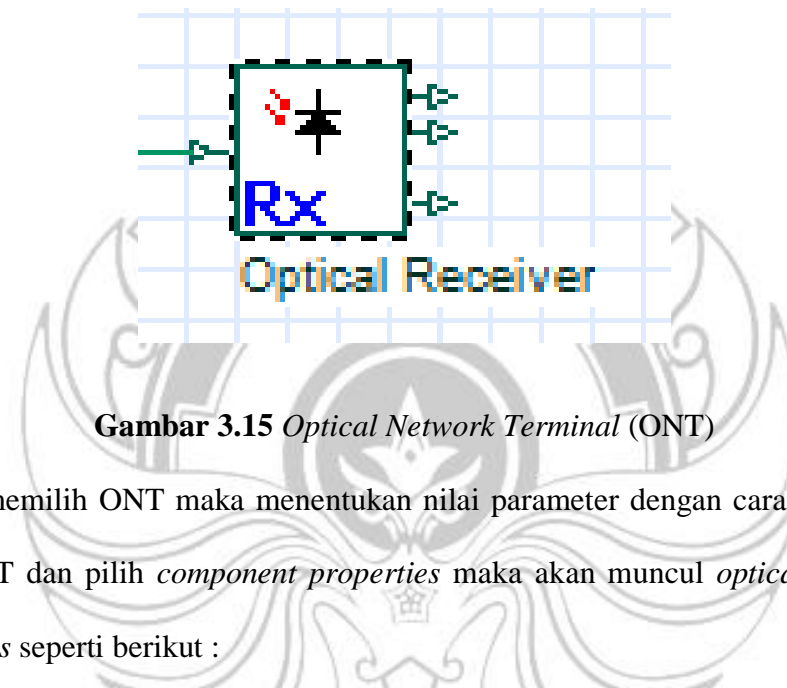 Rx
Optical Receiver
Gambar 3.15 Optical Network Terminal (ONT)
memilih ONT maka menentukan nilai parameter dengan cara
dan pilih component properties maka akan muncul
seperti berikut :